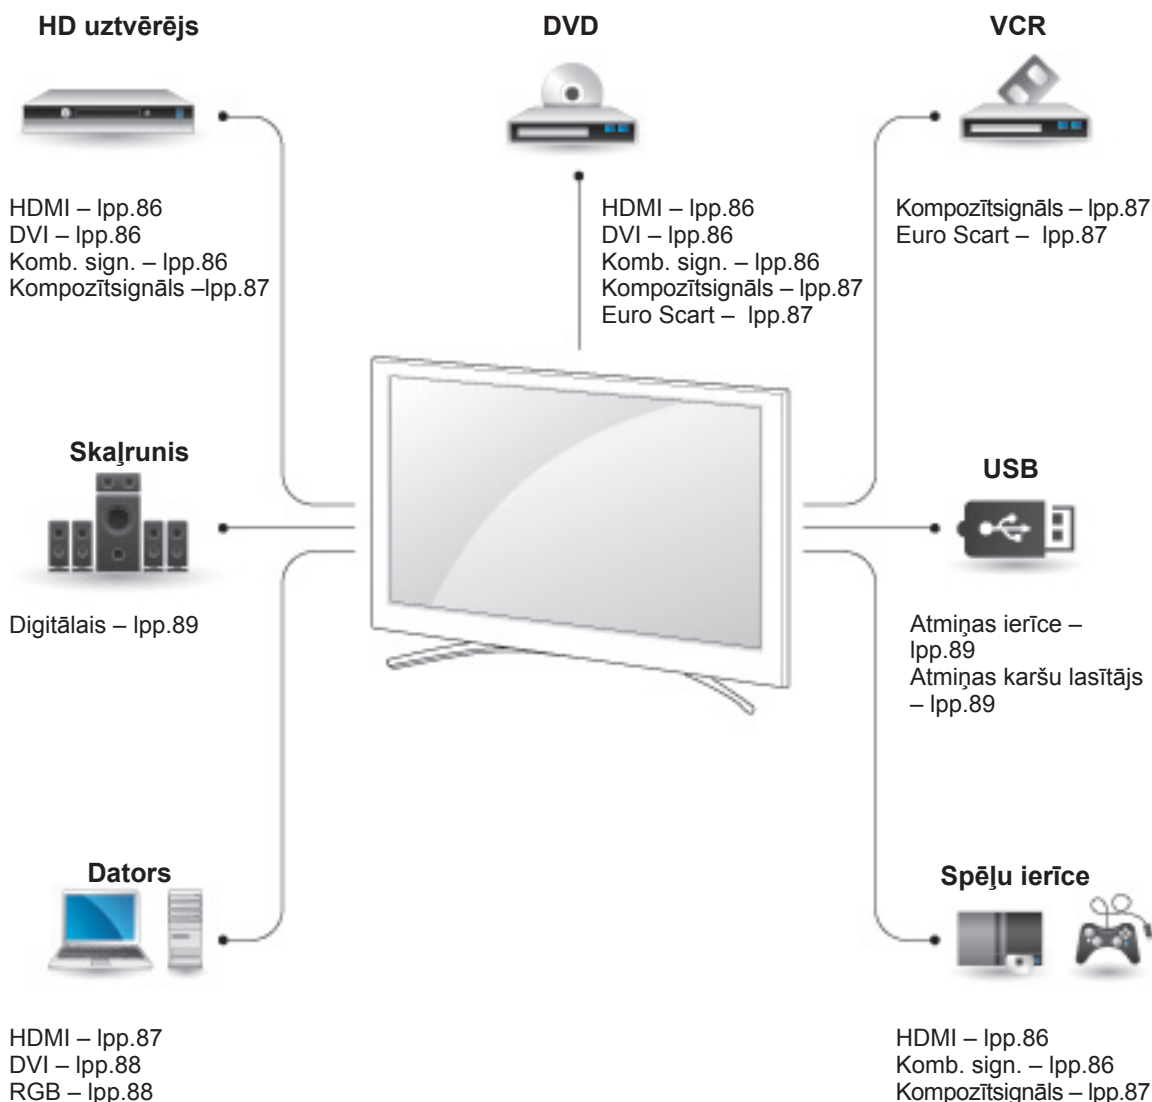 HD uztvērējs
HDMI – lpp.86
DVI – lpp.86
Komb. sign. – lpp.86
Kompozītsignāls –lpp.87
DVD
HDMI – lpp.86
DVI – lpp.86
Komb. sign. – lpp.86
Kompozītsignāls – lpp.87
Euro Scart –  lpp.87
VCR
Kompozītsignāls – lpp.87
Euro Scart –  lpp.87
Skaļrunis
Digitālais – lpp.89
USB
Atmiņas ierīce –
lpp.89
Atmiņas karšu lasītājs
– lpp.89
Dators
HDMI – lpp.87
DVI – lpp.88
RGB – lpp.88
Spēļu ierīce
HDMI – lpp.86
Komb. sign. – lpp.86
Kompozītsignāls – lpp.87